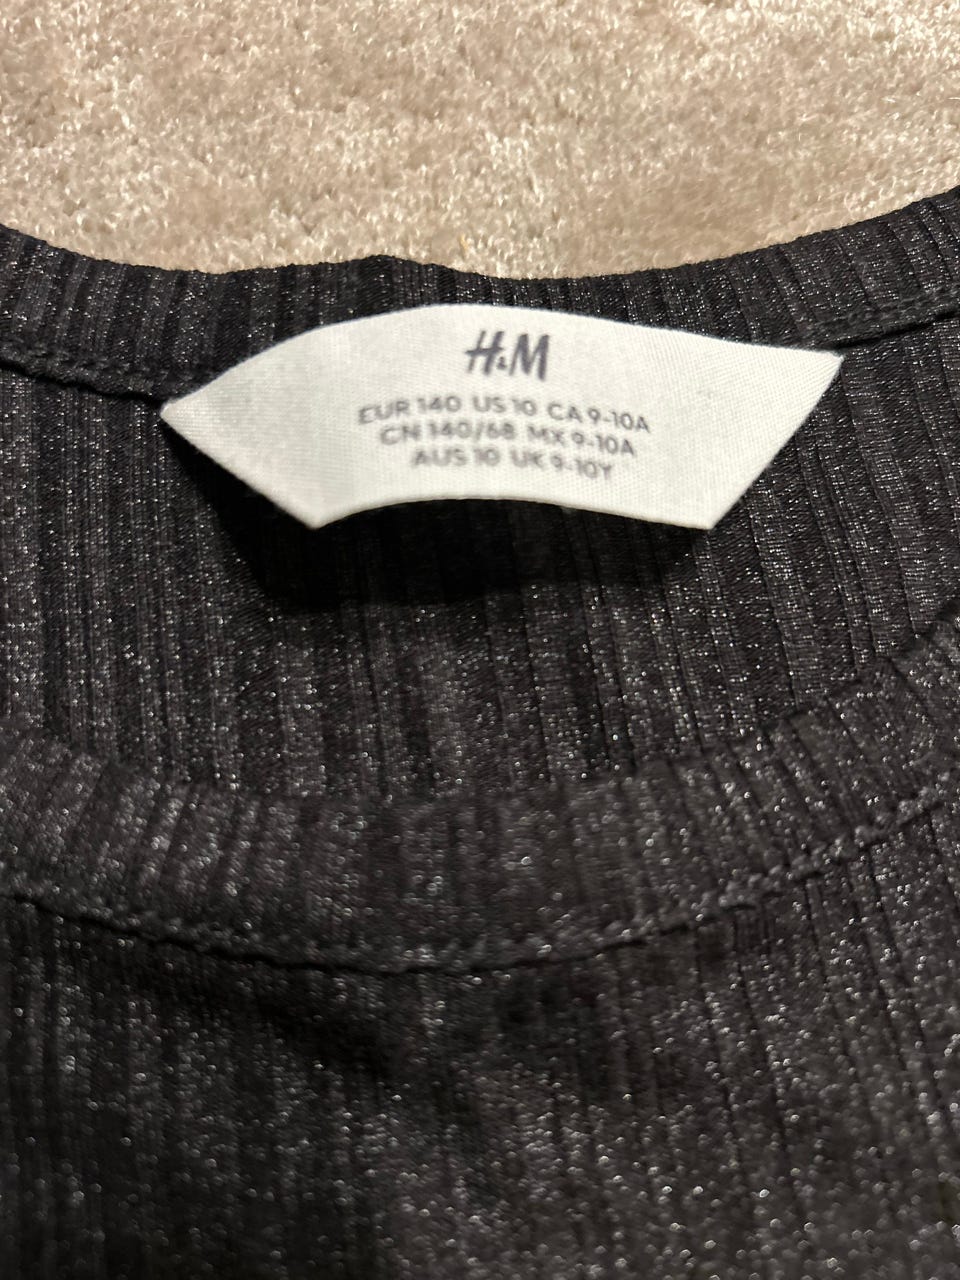 H&M
EUR 140 US 10 CA 9-10A
CN 140/68 MX 9-10A
AUS 10 UK 9-10Y